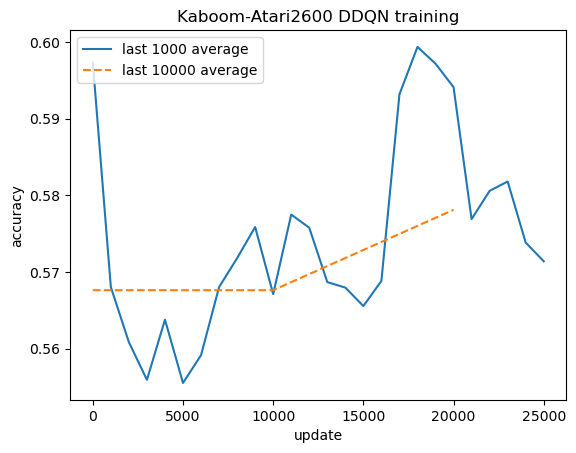 Kaboom-Atari2600 DDQN training
last 1000 average
last 10000 average
0.60
0.59
0.58
0.57
0.56
accuracy
0
5000
10000
15000
20000
25000
update